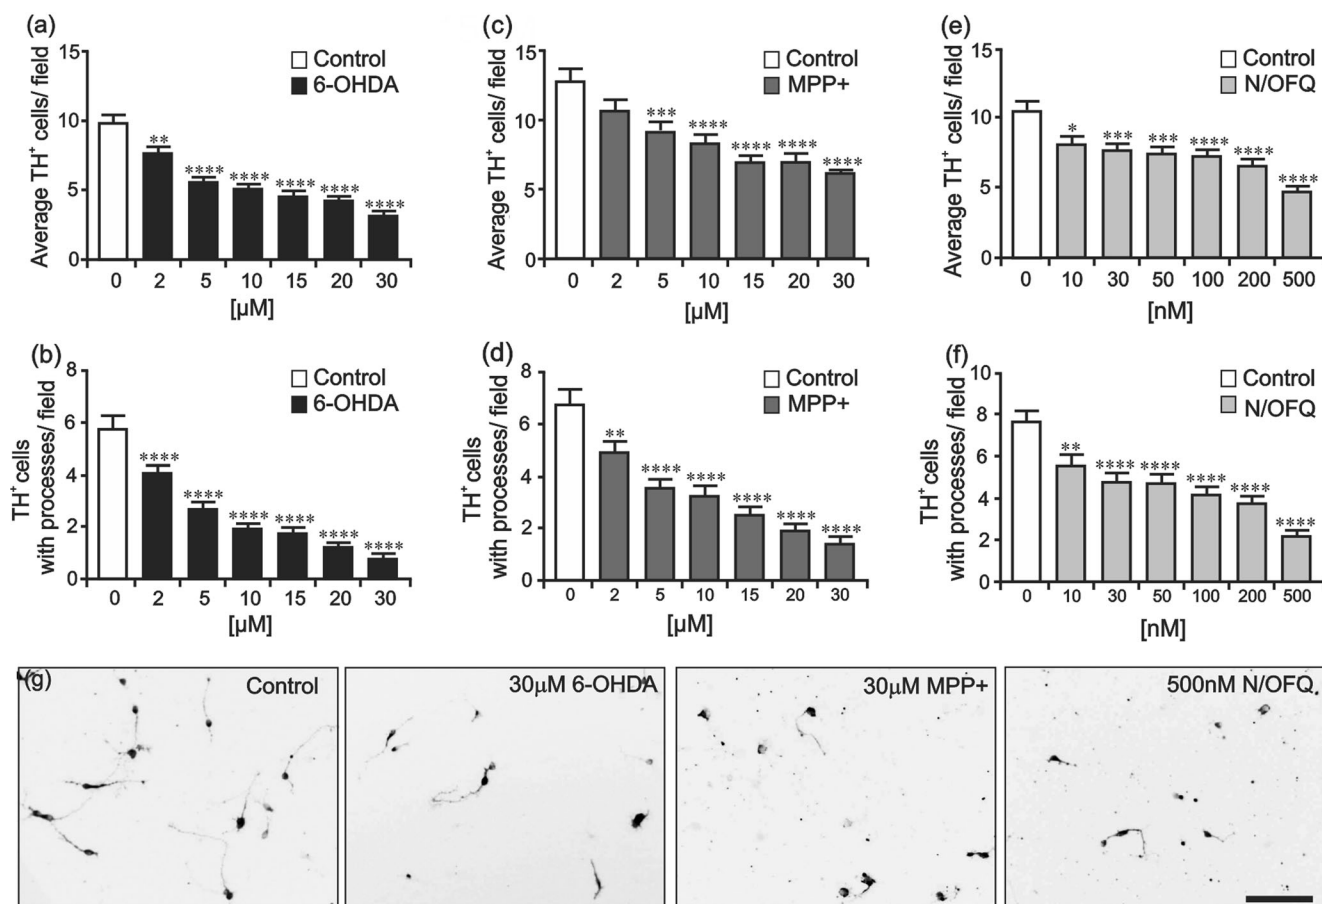 (a)
Control
6-OHDA
Average TH⁺ cells/ field
15
10
5
0
**
****
****
****
****
****
0 2 5 10 15 20 30
[µM]
(c)
Control
MPP+
Average TH⁺ cells/ field
15
10
5
0
***
****
****
****
****
0 2 5 10 15 20 30
[µM]
(e)
Control
N/OFQ
Average TH⁺ cells/ field
15
10
5
0
*
***
***
****
****
****
0 10 30 50 100 200 500
[nM]
(b)
Control
6-OHDA
TH⁺ cells
with processes/ field
8
6
4
2
0
****
****
****
****
****
****
0 2 5 10 15 20 30
[µM]
(d)
Control
MPP+
TH⁺ cells
with processes/ field
8
6
4
2
0
**
****
****
****
****
****
0 2 5 10 15 20 30
[µM]
(f)
Control
N/OFQ
TH⁺ cells
with processes/ field
10
8
6
4
2
0
**
****
****
****
****
****
0 10 30 50 100 200 500
[nM]
(g)
Control
30µM 6-OHDA
30µM MPP+
500nM N/OFQ